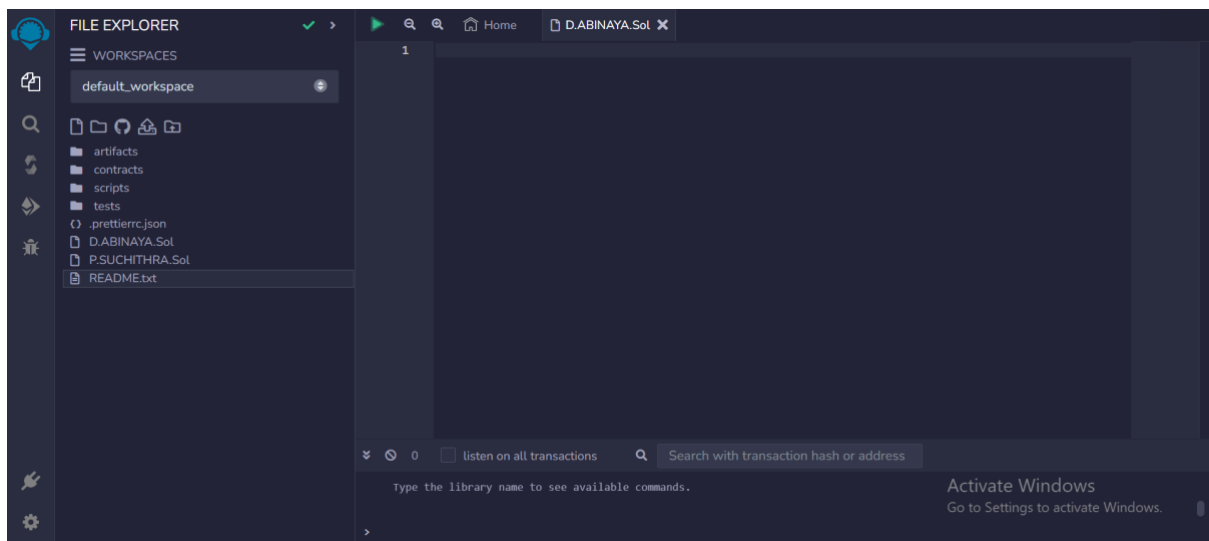 FILE EXPLORER
WORKSPACES
default_workspace
artifacts
contracts
scripts
tests
.prettierrc.json
D.ABINAYA.Sol
P.SUCHITHRA.Sol
README.txt
Home D.ABINAYA.Sol
1
0 listen on all transactions Search with transaction hash or address
Type the library name to see available commands.
>
Activate Windows
Go to Settings to activate Windows.